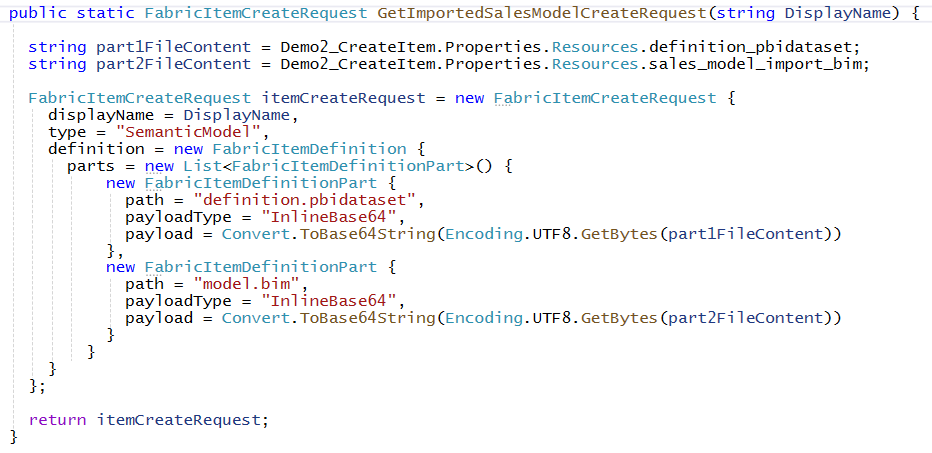 public static FabricItemCreateRequest GetImportedSalesModelCreateRequest(string DisplayName) {
string part1FileContent = Demo2_CreateItem.Properties.Resources.definition_pbidataset;
string part2FileContent = Demo2_CreateItem.Properties.Resources.sales_model_import_bim;
FabricItemCreateRequest itemCreateRequest = new FabricItemCreateRequest {
displayName = DisplayName,
type = "SemanticModel",
definition = new FabricItemDefinition {
parts = new List<FabricItemDefinitionPart>() {
new FabricItemDefinitionPart {
path = "definition.pbidataset",
payloadType = "InlineBase64",
payload = Convert.ToBase64String(Encoding.UTF8.GetBytes(part1FileContent))
},
new FabricItemDefinitionPart {
path = "model.bim",
payloadType = "InlineBase64",
payload = Convert.ToBase64String(Encoding.UTF8.GetBytes(part2FileContent))
}
}
}
};
return itemCreateRequest;
}